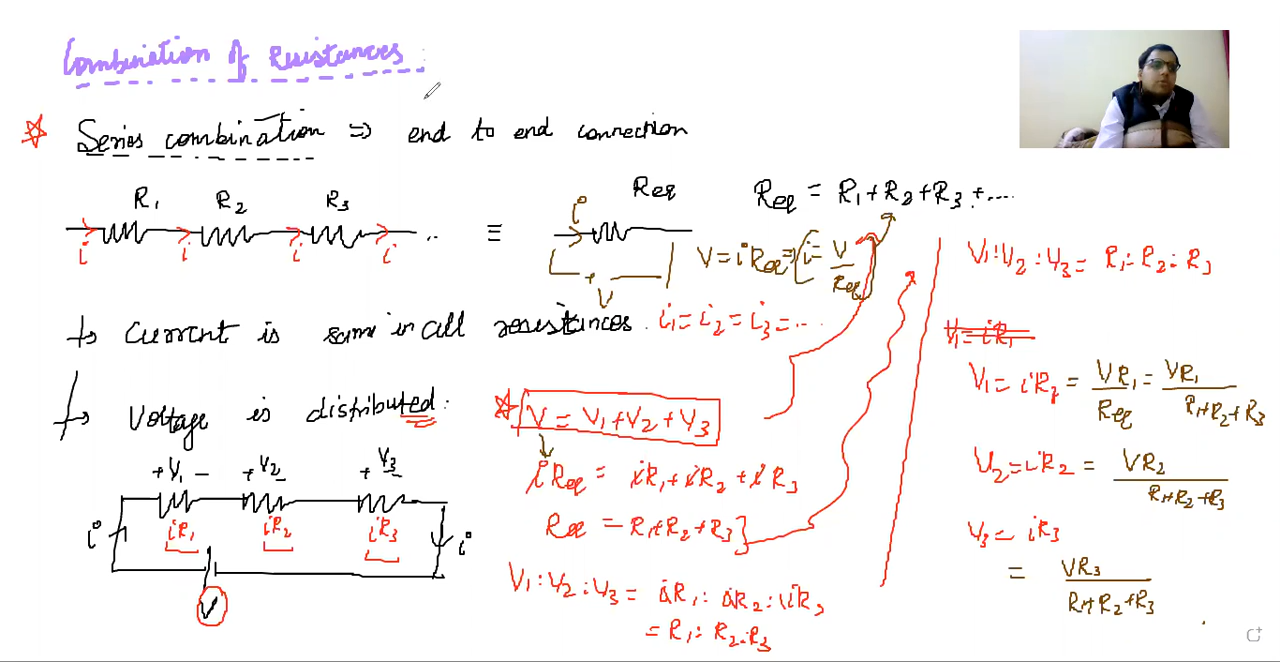 Combination of Resistances
Series combination ⇒ end to end connection
R1 R2 R3
i i i i ..
≡
Req
i
V
Req = R1+R2+R3+....
V = iReq ⇒ i = V/Req
V1:V2:V3 = R1:R2:R3
↳ Current is same in all resistances. i1=i2=i3=...
V1=iR1
V1 = iR1 = VR1/Req = VR1/R1+R2+R3
↳ Voltage is distributed.
V = V1+V2+V3
iReq = iR1+iR2+iR3
V2 = iR2 = VR2/R1+R2+R3
+V1- +V2- +V3-
iR1 iR2 iR3
i i
V
Req = R1+R2+R3
V3 = iR3
= VR3/R1+R2+R3
V1:V2:V3 = iR1:iR2:iR3
= R1:R2:R3